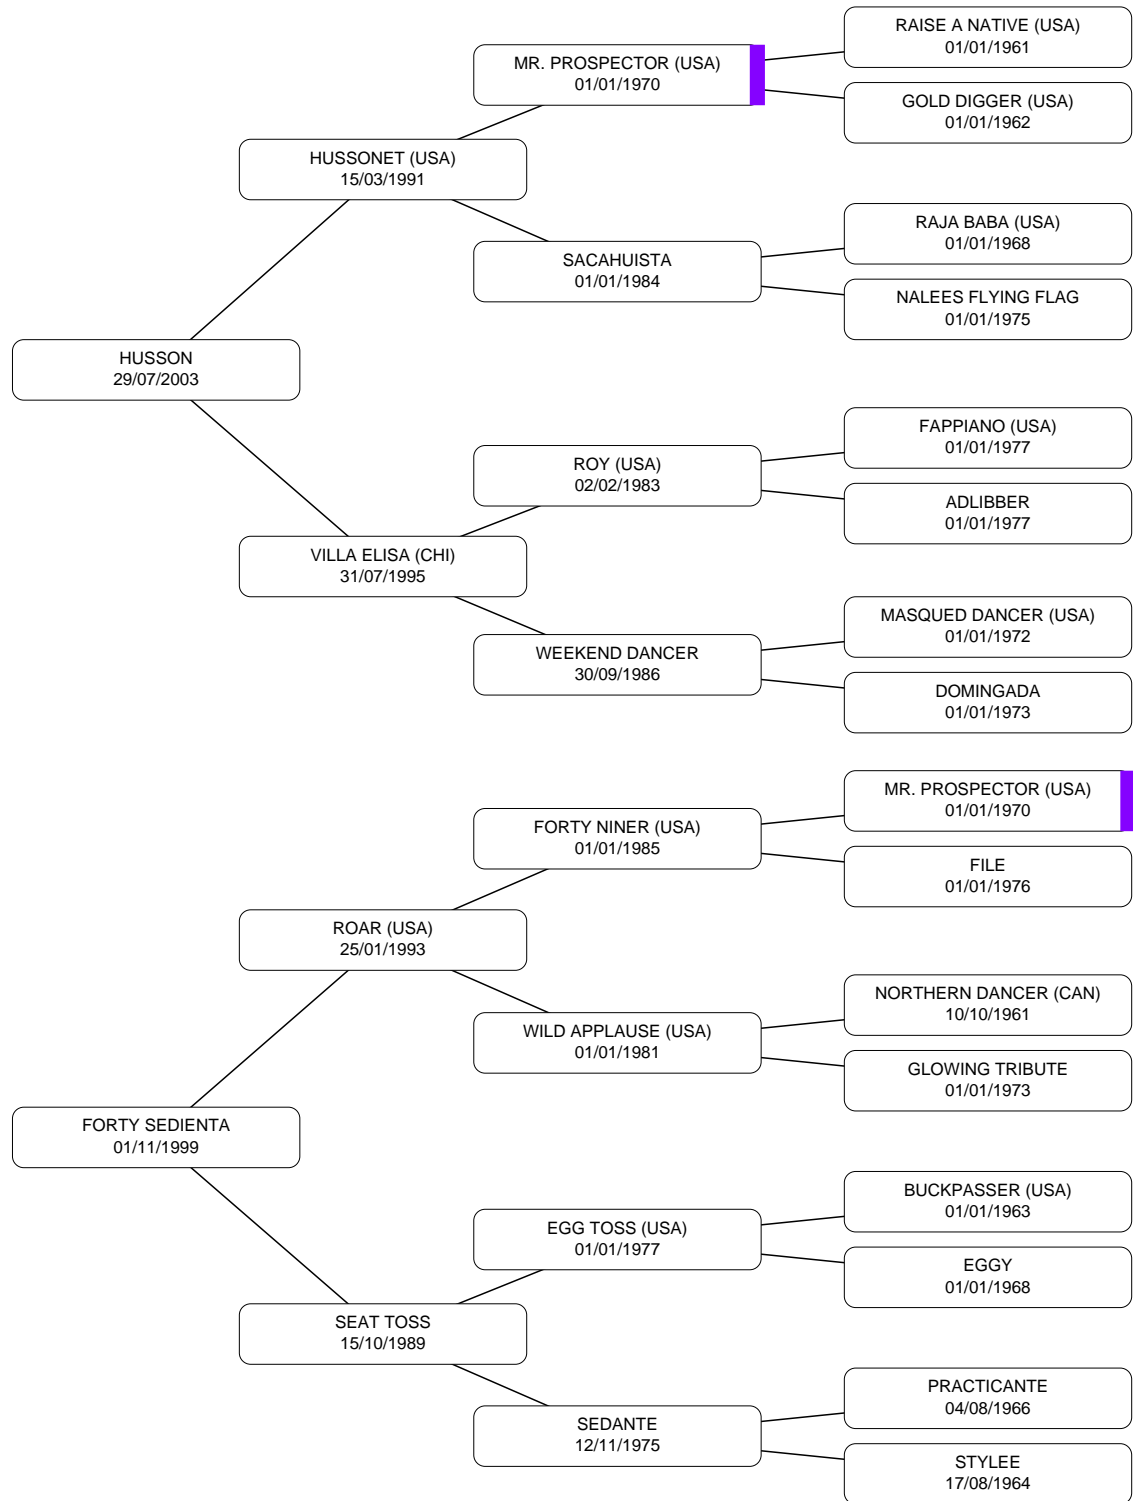 RAISE A NATIVE (USA)
01/01/1961
MR. PROSPECTOR (USA)
01/01/1970
GOLD DIGGER (USA)
01/01/1962
HUSSONET (USA)
15/03/1991
RAJA BABA (USA)
01/01/1968
SACAHUISTA
01/01/1984
NALEES FLYING FLAG
01/01/1975
HUSSON
29/07/2003
FAPPIANO (USA)
01/01/1977
ROY (USA)
02/02/1983
ADLIBBER
01/01/1977
VILLA ELISA (CHI)
31/07/1995
MASQUED DANCER (USA)
01/01/1972
WEEKEND DANCER
30/09/1986
DOMINGADA
01/01/1973
MR. PROSPECTOR (USA)
01/01/1970
FORTY NINER (USA)
01/01/1985
FILE
01/01/1976
ROAR (USA)
25/01/1993
NORTHERN DANCER (CAN)
10/10/1961
WILD APPLAUSE (USA)
01/01/1981
GLOWING TRIBUTE
01/01/1973
FORTY SEDIENTA
01/11/1999
BUCKPASSER (USA)
01/01/1963
EGG TOSS (USA)
01/01/1977
EGGY
01/01/1968
SEAT TOSS
15/10/1989
PRACTICANTE
04/08/1966
SEDANTE
12/11/1975
STYLEE
17/08/1964